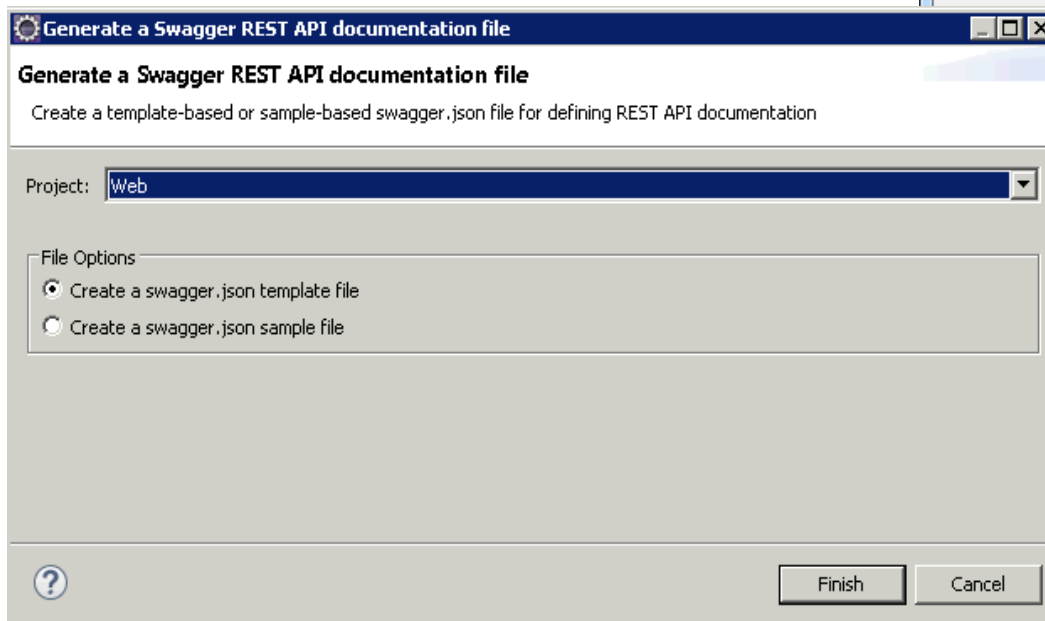 Generate a Swagger REST API documentation file
Generate a Swagger REST API documentation file
Create a template-based or sample-based swagger.json file for defining REST API documentation
Project: Web
File Options
Create a swagger.json template file
Create a swagger.json sample file
?
Finish Cancel